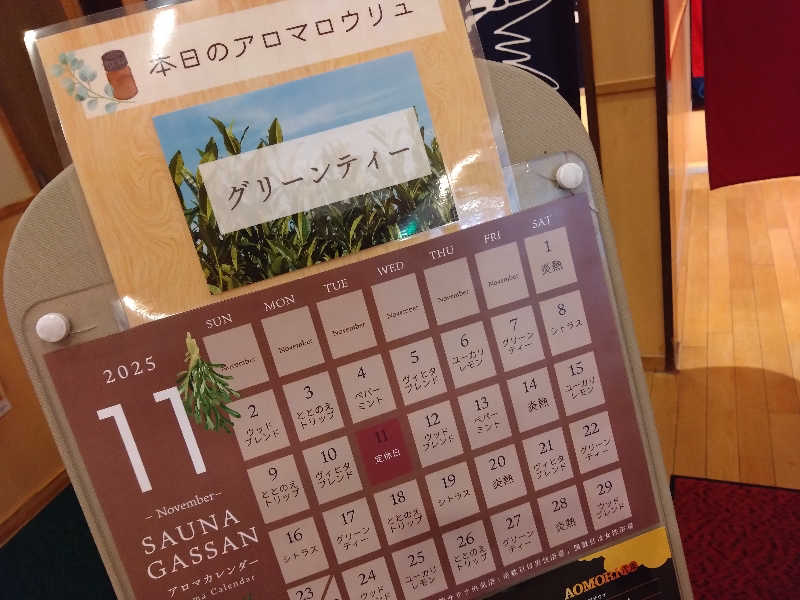 本日のアロマロウリュ
グリーンティー
2025
11
- November-
SAUNA
GASSAN
アロマカレンダー
ma Calendar
SUN MON TUE WED THU FRI SAT
November November November November November November 1
炎熱
2 3 4 5 6 7 8
ウッド
ブレンド
ととのえ
トリップ
ペパー
ミント
ヴィヒタ
ブレンド
ユーカリ
レモン
グリーン
ティー
シトラス
9 10 11 12 13 14 15
ととのえ
トリップ
ヴィヒタ
ブレンド
定休日
ウッド
ブレンド
ペパー
ミント
炎熱
ユーカリ
レモン
16 17 18 19 20 21 22
シトラス
グリーン
ティー
ととのえ
トリップ
シトラス
炎熱
ヴィヒタ
ブレンド
グリーン
ティー
23 24 25 26 27 28 29
ウッド
ブレンド
ユーカリ
レモン
ととのえ
トリップ
グリーン
ティー
炎熱
ウッド
ブレンド